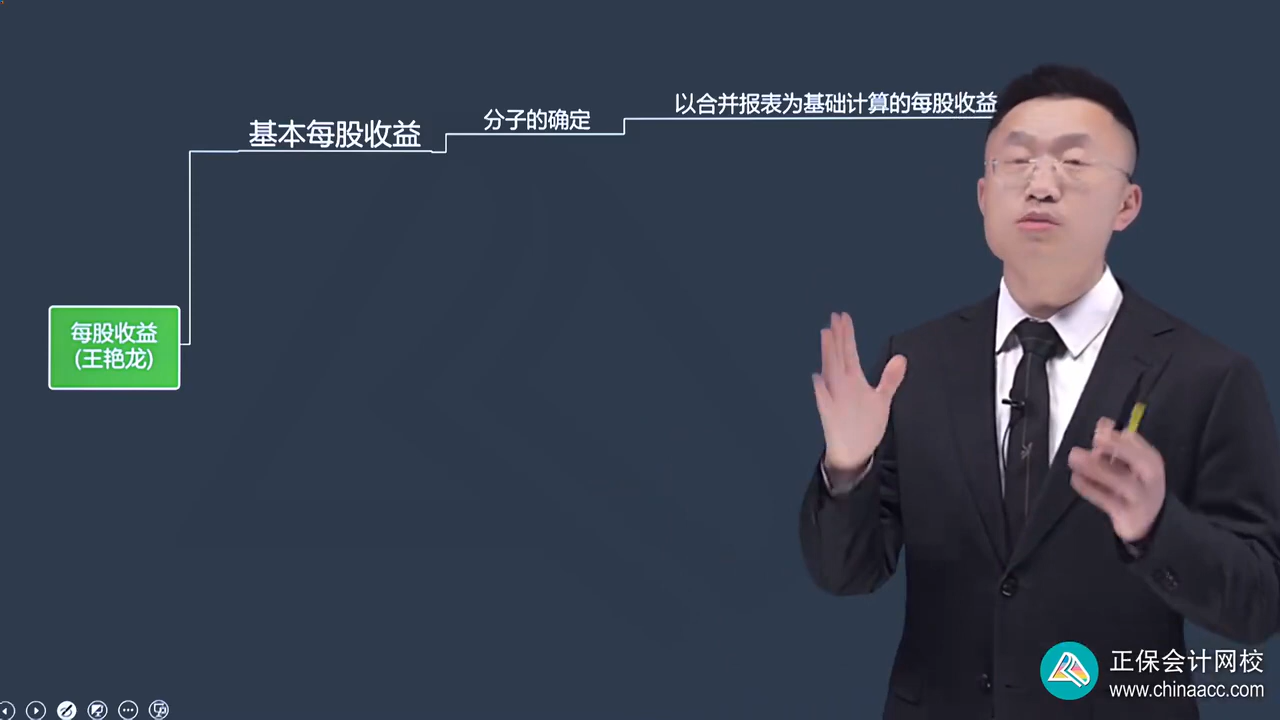 以合并报表为基础计算的每股收益
分子的确定
基本每股收益
每股收益
(王艳龙)
正保会计网校
www.chinaacc.com